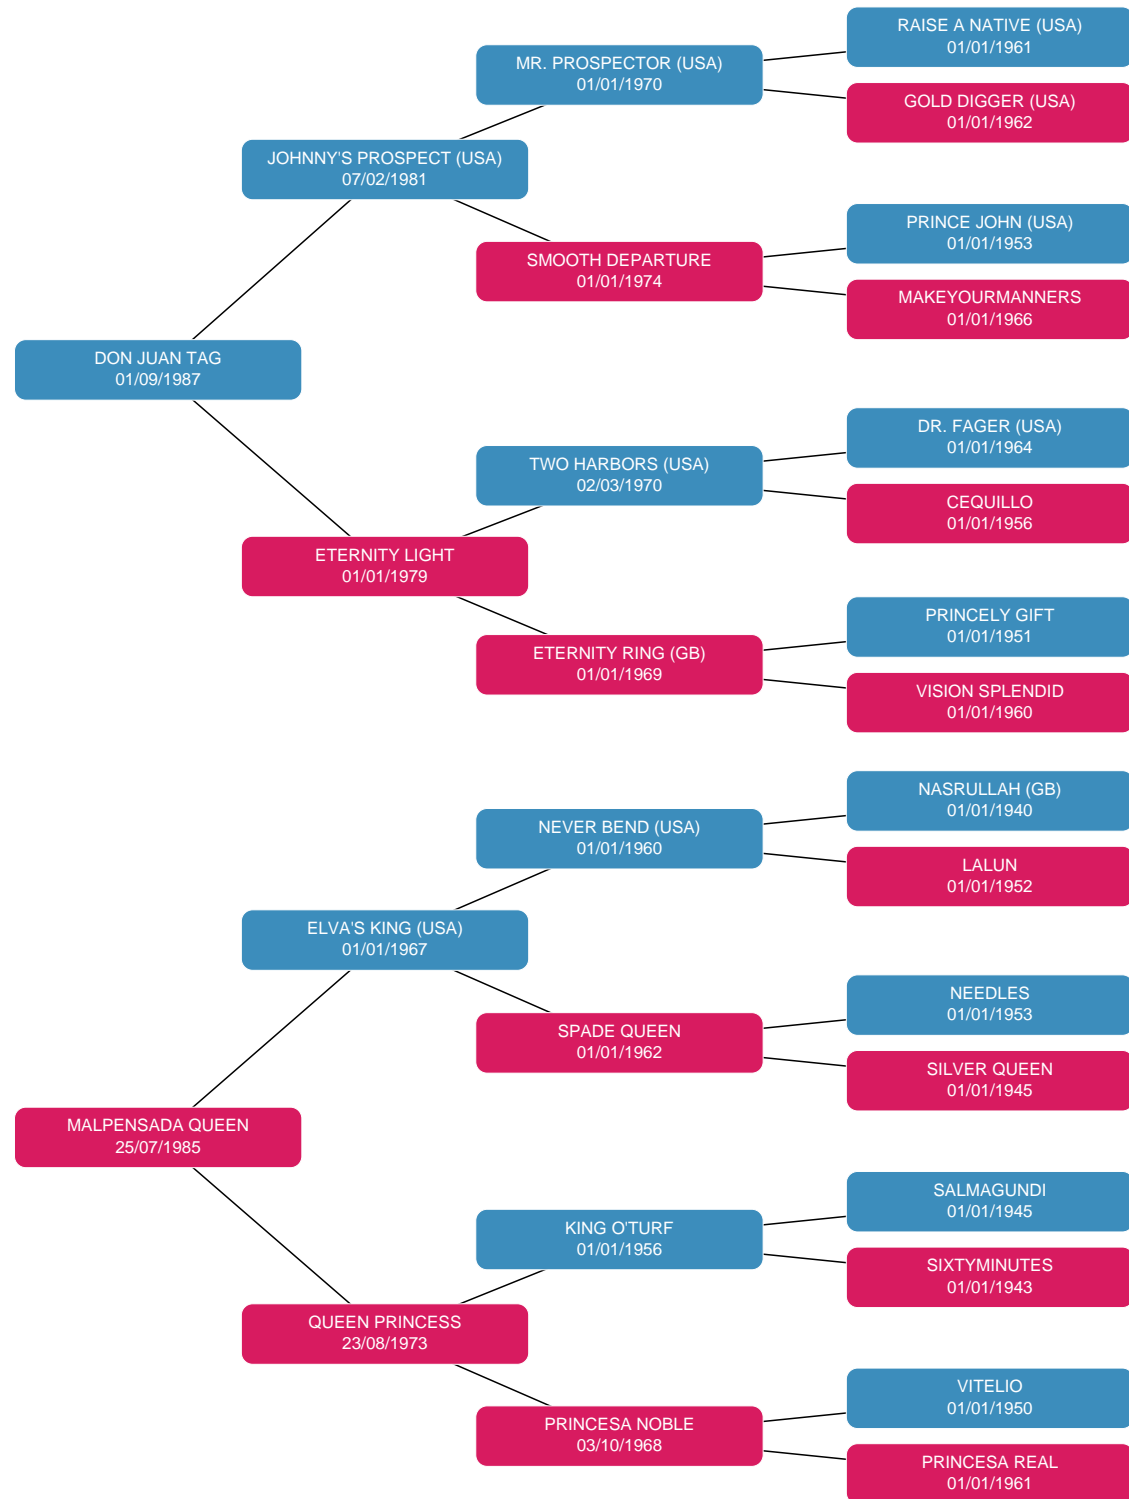 RAISE A NATIVE (USA)
01/01/1961
MR. PROSPECTOR (USA)
01/01/1970
GOLD DIGGER (USA)
01/01/1962
JOHNNY'S PROSPECT (USA)
07/02/1981
PRINCE JOHN (USA)
01/01/1953
SMOOTH DEPARTURE
01/01/1974
MAKEYOURMANNERS
01/01/1966
DON JUAN TAG
01/09/1987
DR. FAGER (USA)
01/01/1964
TWO HARBORS (USA)
02/03/1970
CEQUILLO
01/01/1956
ETERNITY LIGHT
01/01/1979
PRINCELY GIFT
01/01/1951
ETERNITY RING (GB)
01/01/1969
VISION SPLENDID
01/01/1960
NASRULLAH (GB)
01/01/1940
NEVER BEND (USA)
01/01/1960
LALUN
01/01/1952
ELVA'S KING (USA)
01/01/1967
NEEDLES
01/01/1953
SPADE QUEEN
01/01/1962
SILVER QUEEN
01/01/1945
MALPENSADA QUEEN
25/07/1985
SALMAGUNDI
01/01/1945
KING O'TURF
01/01/1956
SIXTYMINUTES
01/01/1943
QUEEN PRINCESS
23/08/1973
VITELIO
01/01/1950
PRINCESA NOBLE
03/10/1968
PRINCESA REAL
01/01/1961